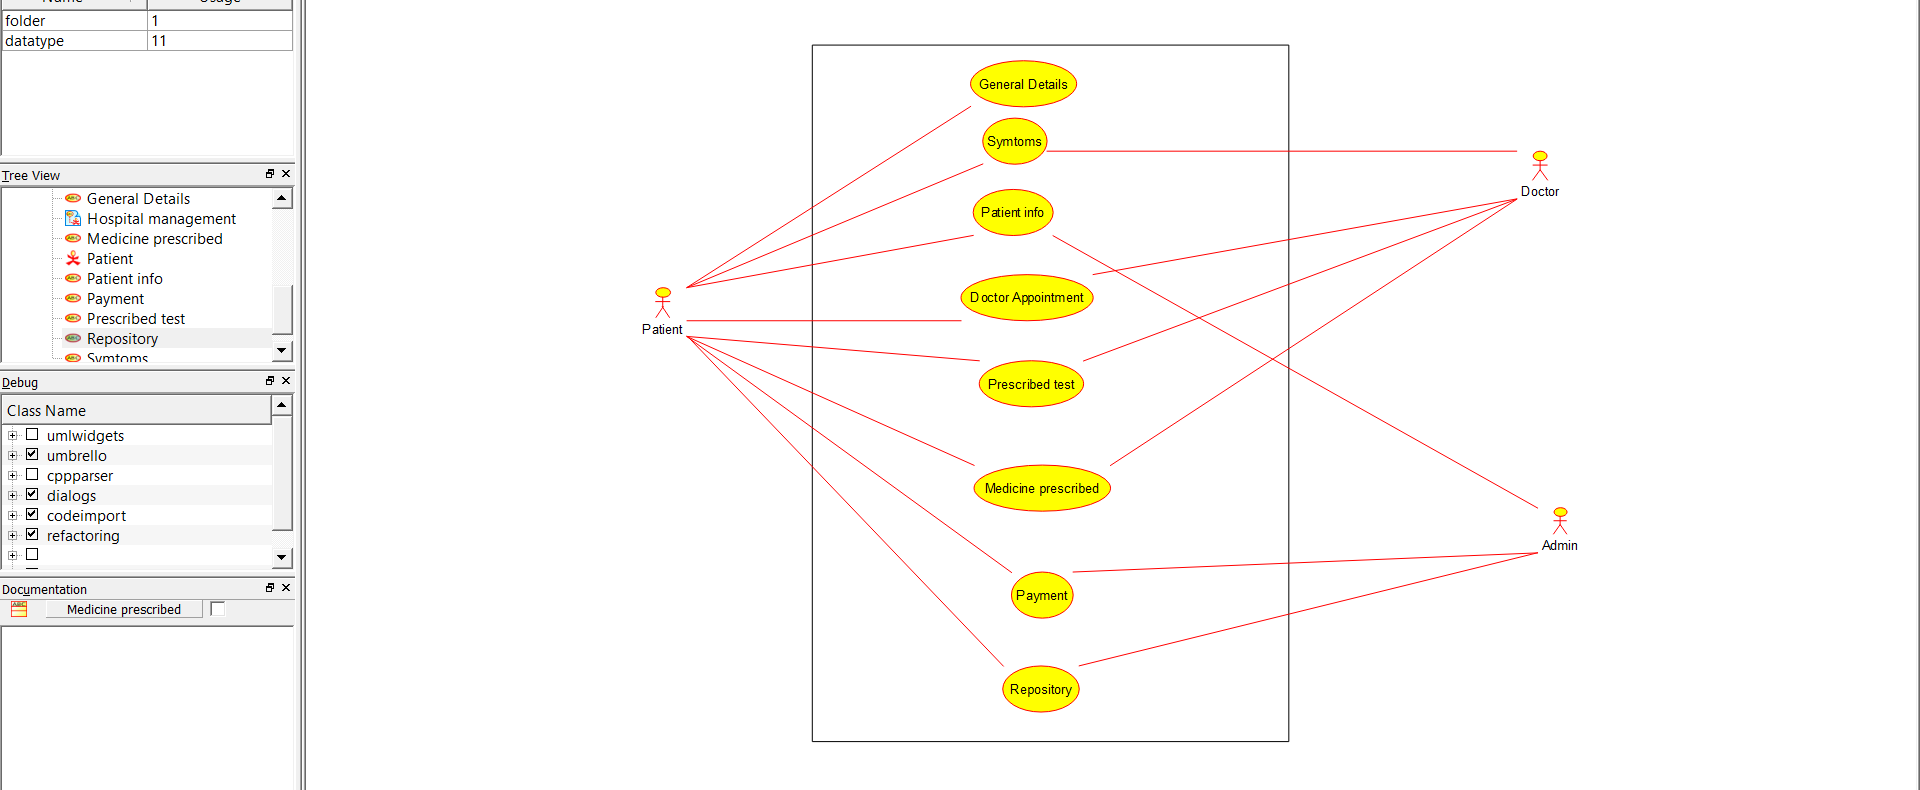 Name Usage
folder 1
datatype 11
Tree View
General Details
Hospital management
Medicine prescribed
Patient
Patient info
Payment
Prescribed test
Repository
Symtoms
Debug
Class Name
umlwidgets
umbrello
cppparser
dialogs
codeimport
refactoring
Documentation
Medicine prescribed
General Details
Symtoms
Patient info
Doctor Appointment
Prescribed test
Medicine prescribed
Payment
Repository
Patient
Doctor
Admin